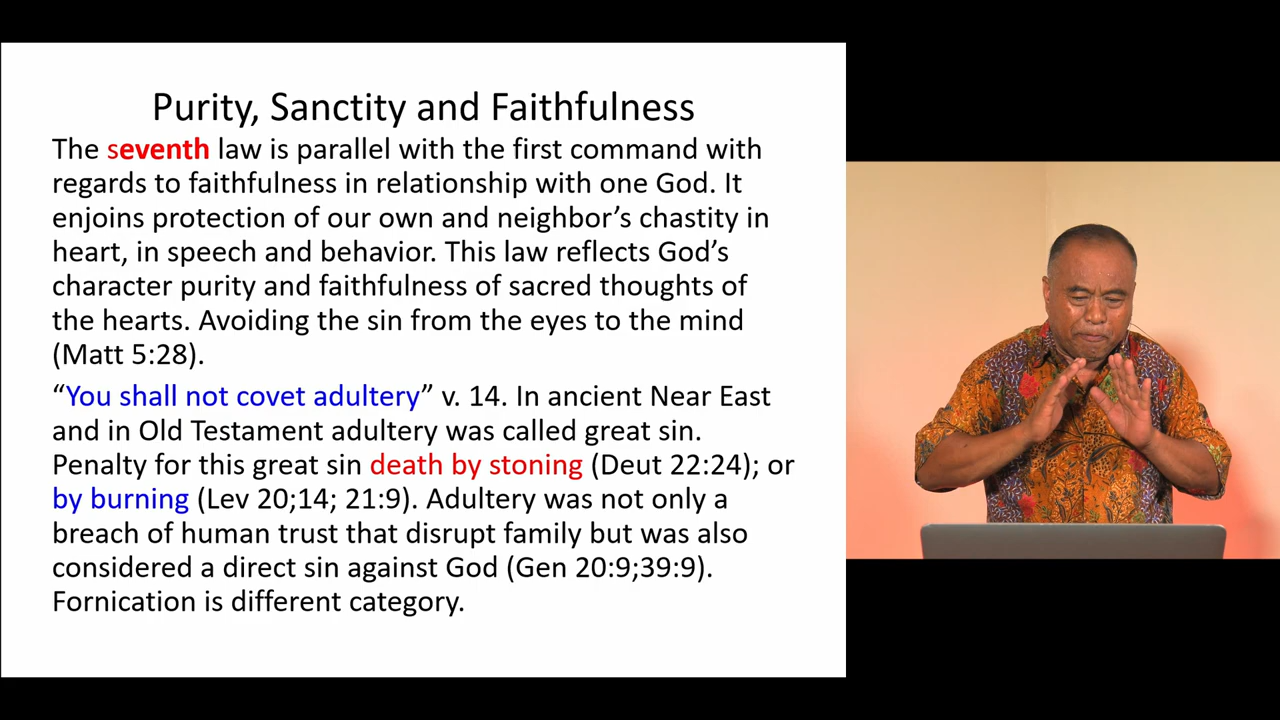 Purity, Sanctity and Faithfulness
The seventh law is parallel with the first command with
regards to faithfulness in relationship with one God. It
enjoins protection of our own and neighbor’s chastity in
heart, in speech and behavior. This law reflects God’s
character purity and faithfulness of sacred thoughts of
the hearts. Avoiding the sin from the eyes to the mind
(Matt 5:28).
“You shall not covet adultery” v. 14. In ancient Near East
and in Old Testament adultery was called great sin.
Penalty for this great sin death by stoning (Deut 22:24); or
by burning (Lev 20;14; 21:9). Adultery was not only a
breach of human trust that disrupt family but was also
considered a direct sin against God (Gen 20:9;39:9).
Fornication is different category.